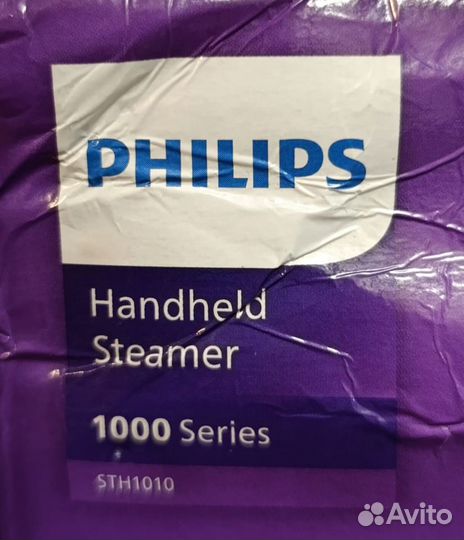 PHILIPS
Handheld
Steamer
1000 Series
STH1010
Avito